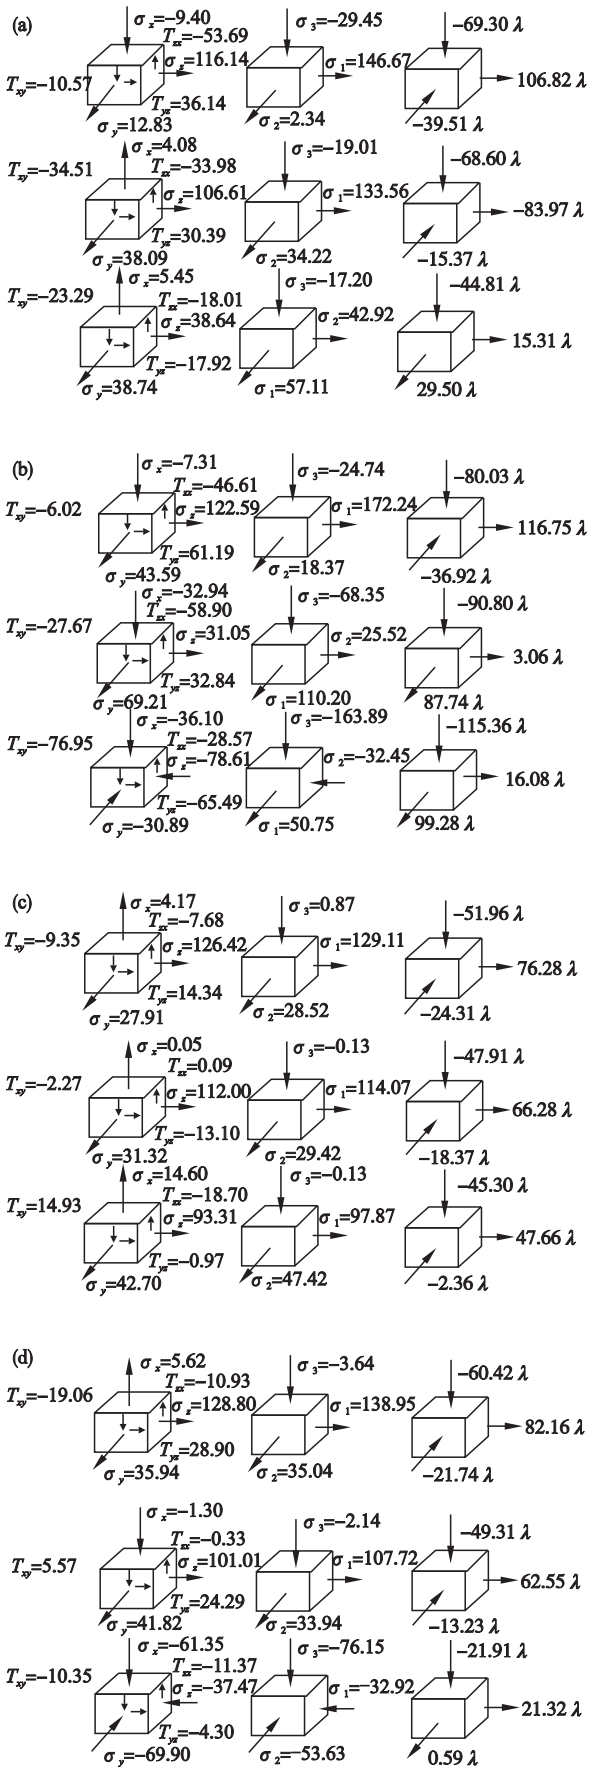 (a)
σx=−9.40 σ3=−29.45 −69.30 λ
Tzx=−53.69
Txy=−10.57 σz=116.14 σ1=146.67 106.82 λ
Tyz=36.14
σy=12.83 σ2=2.34 −39.51 λ
σx=4.08 σ3=−19.01 −68.60 λ
Txy=−34.51 Tzx=−33.98
σz=106.61 σ1=133.56 −83.97 λ
Tyz=30.39
σy=38.09 σ2=34.22 −15.37 λ
σx=5.45 σ3=−17.20 −44.81 λ
Txy=−23.29 Tzx=−18.01
σz=38.64 σ2=42.92 15.31 λ
Tyz=−17.92
σy=38.74 σ1=57.11 29.50 λ
(b)
σx=−7.31 σ3=−24.74 −80.03 λ
Tzx=−46.61
Txy=−6.02 σz=122.59 σ1=172.24 116.75 λ
Tyz=61.19
σy=43.59 σ2=18.37 −36.92 λ
σx=−32.94 σ3=−68.35 −90.80 λ
Tzx=−58.90
Txy=−27.67 σz=31.05 σ2=25.52 3.06 λ
Tyz=32.84
σy=69.21 σ1=110.20 87.74 λ
σx=−36.10 σ3=−163.89 −115.36 λ
Txy=−76.95 Tzx=−28.57
σz=−78.61 σ2=−32.45 16.08 λ
Tyz=−65.49
σy=−30.89 σ1=50.75 99.28 λ
(c)
σx=4.17 σ3=0.87 −51.96 λ
Tzx=−7.68
Txy=−9.35 σz=126.42 σ1=129.11 76.28 λ
Tyz=14.34
σy=27.91 σ2=28.52 −24.31 λ
σx=0.05 σ3=−0.13 −47.91 λ
Tzx=0.09
Txy=−2.27 σz=112.00 σ1=114.07 66.28 λ
Tyz=−13.10
σy=31.32 σ2=29.42 −18.37 λ
σx=14.60 σ3=−0.13 −45.30 λ
Tzx=−18.70
Txy=14.93 σz=93.31 σ1=97.87 47.66 λ
Tyz=−0.97
σy=42.70 σ2=47.42 −2.36 λ
(d)
σx=5.62 σ3=−3.64 −60.42 λ
Tzx=−10.93
Txy=−19.06 σz=128.80 σ1=138.95 82.16 λ
Tyz=28.90
σy=35.94 σ2=35.04 −21.74 λ
σx=−1.30 σ3=−2.14 −49.31 λ
Tzx=−0.33
Txy=5.57 σz=101.01 σ1=107.72 62.55 λ
Tyz=24.29
σy=41.82 σ2=33.94 −13.23 λ
σx=−61.35 σ3=−76.15 −21.91 λ
Tzx=−11.37
Txy=−10.35 σz=−37.47 σ1=−32.92 21.32 λ
Tyz=−4.30
σy=−69.90 σ2=−53.63 0.59 λ